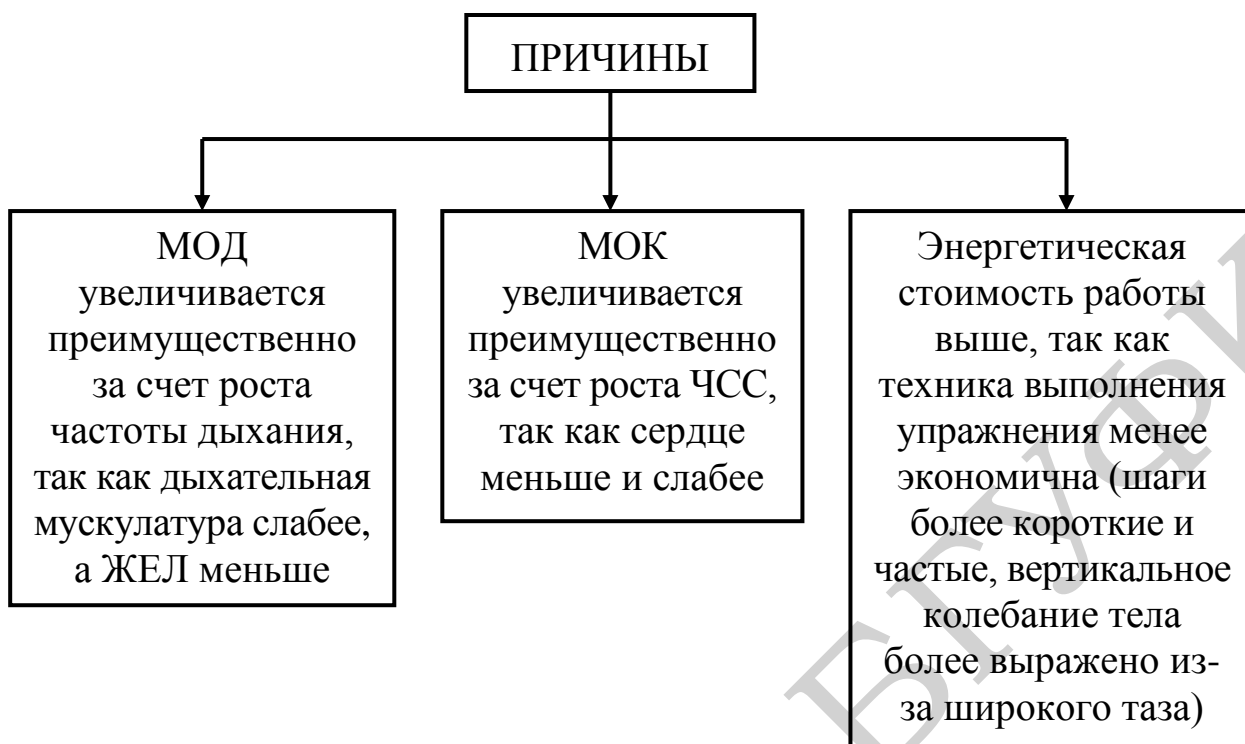 ПРИЧИНЫ
МОД
увеличивается
преимущественно
за счет роста
частоты дыхания,
так как дыхательная
мускулатура слабее,
а ЖЕЛ меньше
МОК
увеличивается
преимущественно
за счет роста ЧСС,
так как сердце
меньше и слабее
Энергетическая
стоимость работы
выше, так как
техника выполнения
упражнения менее
экономична (шаги
более короткие и
частые, вертикальное
колебание тела
более выражено из-
за широкого таза)
БГУФК